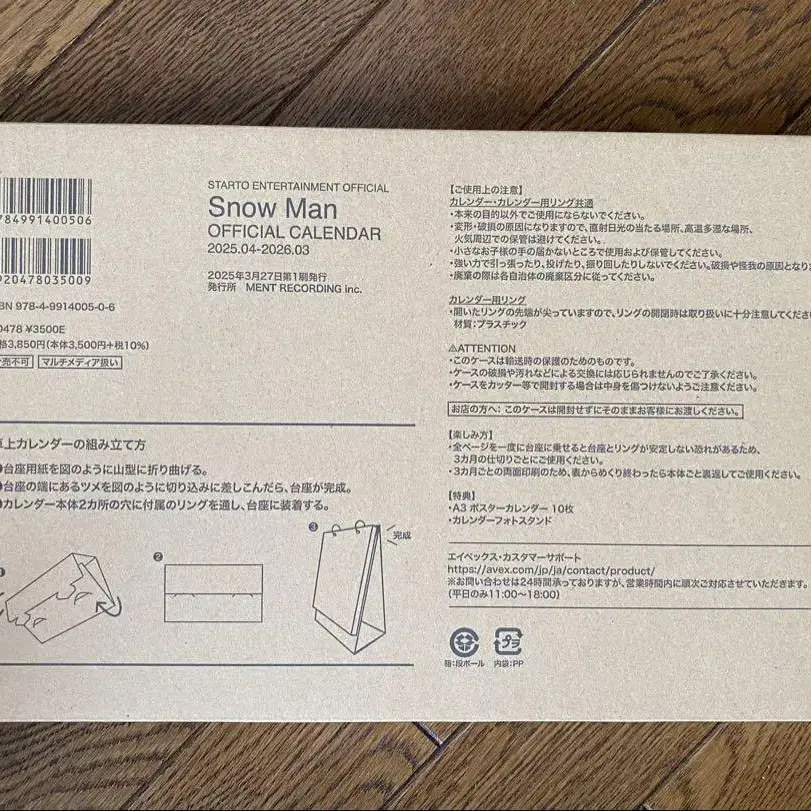 784991400506
920478035009
BN 978-4-9914005-0-6
0478 ¥3500E
格3,850円(本体3,500円+税10%)
売不可 マルチメディア扱い
STARTO ENTERTAINMENT OFFICIAL
Snow Man
OFFICIAL CALENDAR
2025.04-2026.03
2025年3月27日第1刷発行
発行所 MENT RECORDING inc.
上カレンダーの組み立て方
台座用紙を図のように山型に折り曲げる。
台座の端にあるツメを図のように切り込みに差しこんだら、台座が完成。
カレンダー本体2カ所の穴に付属のリングを通し、台座に装着する。
❷
❸
完成
【ご使用上の注意】
カレンダー・カレンダー用リング共通
・本来の目的以外でご使用にならないでください。
・変形・破損の原因になりますので、直射日光の当たる場所、高温多湿な場所、
火気周辺での保管は避けてください。
・小さなお子様の手の届かないところで使用および保管してください。
・強い力で引っ張ったり、投げたり、振り回したりしないでください。破損や怪我の原因となり
・廃棄の際は各自治体の廃棄区分に従ってください。
カレンダー用リング
・開いたリングの先端が尖っていますので、リングの開閉時は取り扱いに十分注意してくださ
材質：プラスチック
⚠ATTENTION
・このケースは輸送時の保護のためのものです。
・ケースの破損や汚れなどによる交換には応じられませんのでご了承ください。
・ケースをカッター等で開封する場合は中身を傷つけないようご注意ください。
お店の方へ：このケースは開封せずにそのままお客様にお渡しください。
【楽しみ方】
・全ページを一度に台座に乗せると台座とリングが安定しない恐れがあるため、
3カ月の仕切りごとにご使用ください。
・3カ月ごとの両面印刷のため、表からめくり終わったら本体ごと裏返してご使用ください。
【特典】
・A3 ポスターカレンダー 10枚
・カレンダーフォトスタンド
エイベックス・カスタマーサポート
https://avex.com/jp/ja/contact/product/
※お問い合わせは24時間承っておりますが、営業時間内に順次ご対応させていただきます。
(平日のみ11:00〜18:00)
箱：段ボール
プラ
内袋：PP